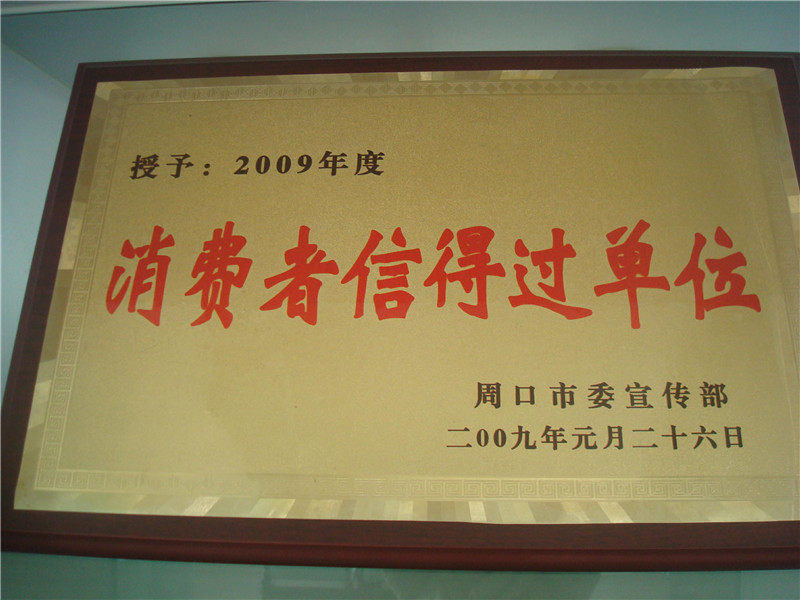 授予：2009年度
消费者信得过单位
周口市委宣传部
二00九年元月二十六日